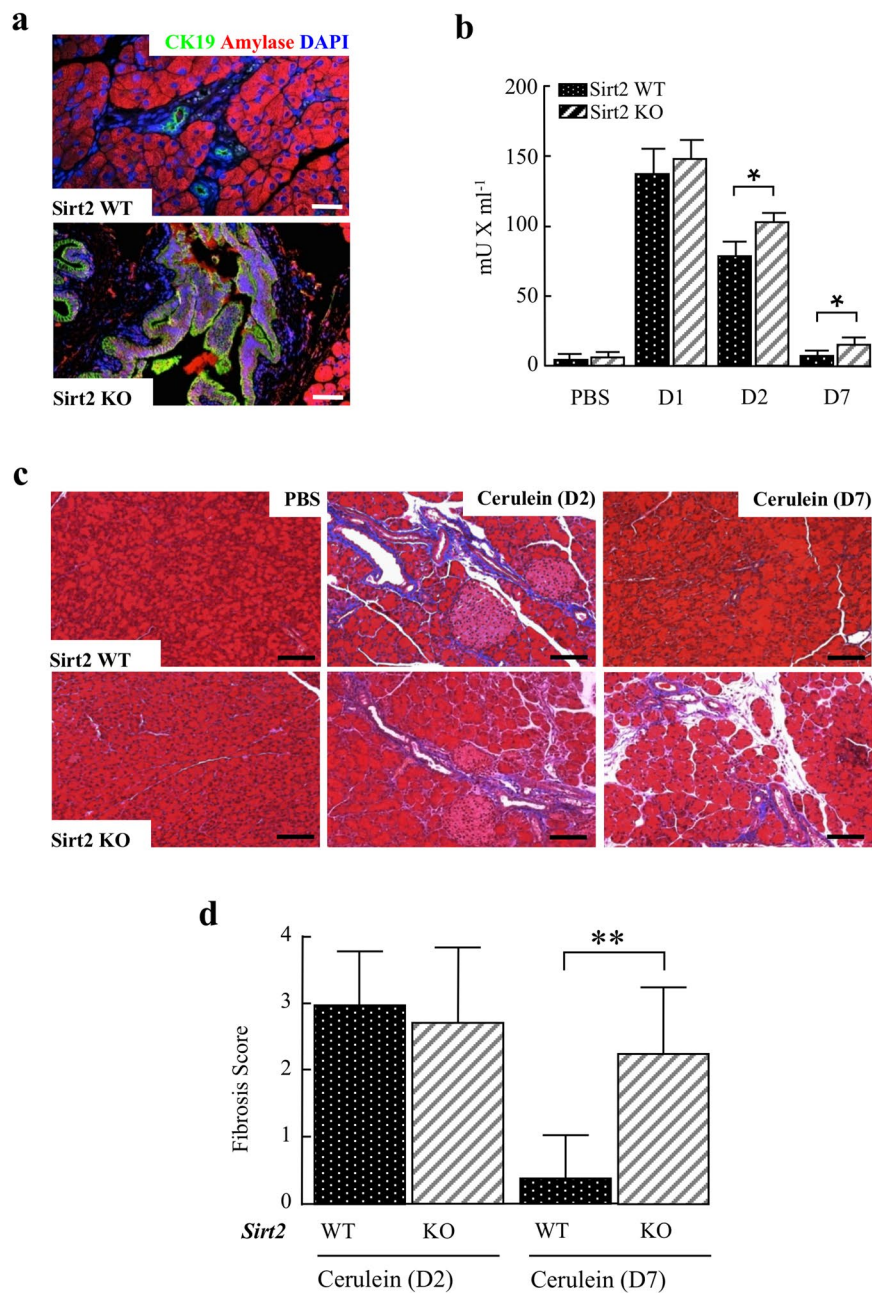 a
CK19 Amylase DAPI
Sirt2 WT
Sirt2 KO
b
Sirt2 WT
Sirt2 KO
mU X ml-1
200
150
100
50
0
*
*
PBS D1 D2 D7
c
PBS
Cerulein (D2)
Cerulein (D7)
Sirt2 WT
Sirt2 KO
d
Fibrosis Score
4
3
2
1
0
**
Sirt2 WT KO WT KO
Cerulein (D2) Cerulein (D7)